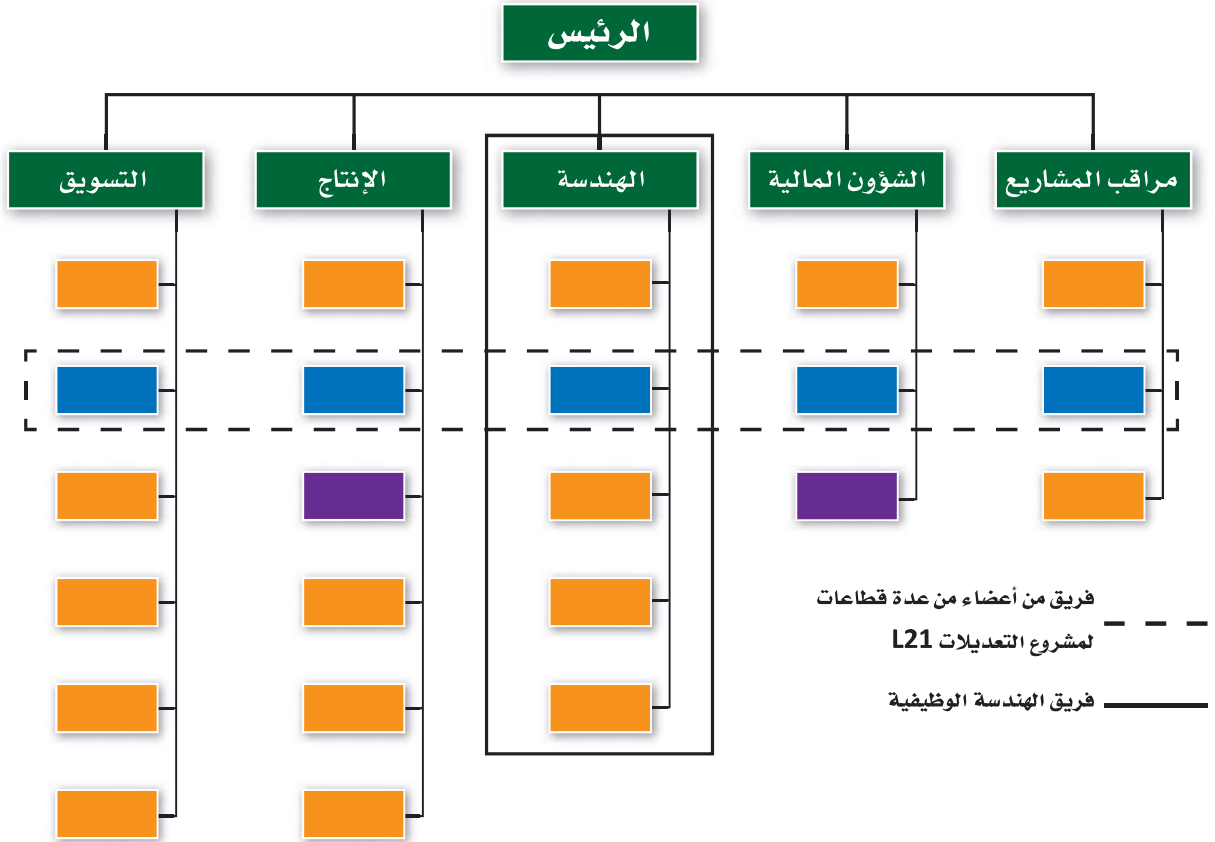 الرئيس
مراقب المشاريع
الشؤون المالية
الهندسة
الإنتاج
التسويق
فريق من أعضاء من عدة قطاعات
لمشروع التعديلات L21
فريق الهندسة الوظيفية